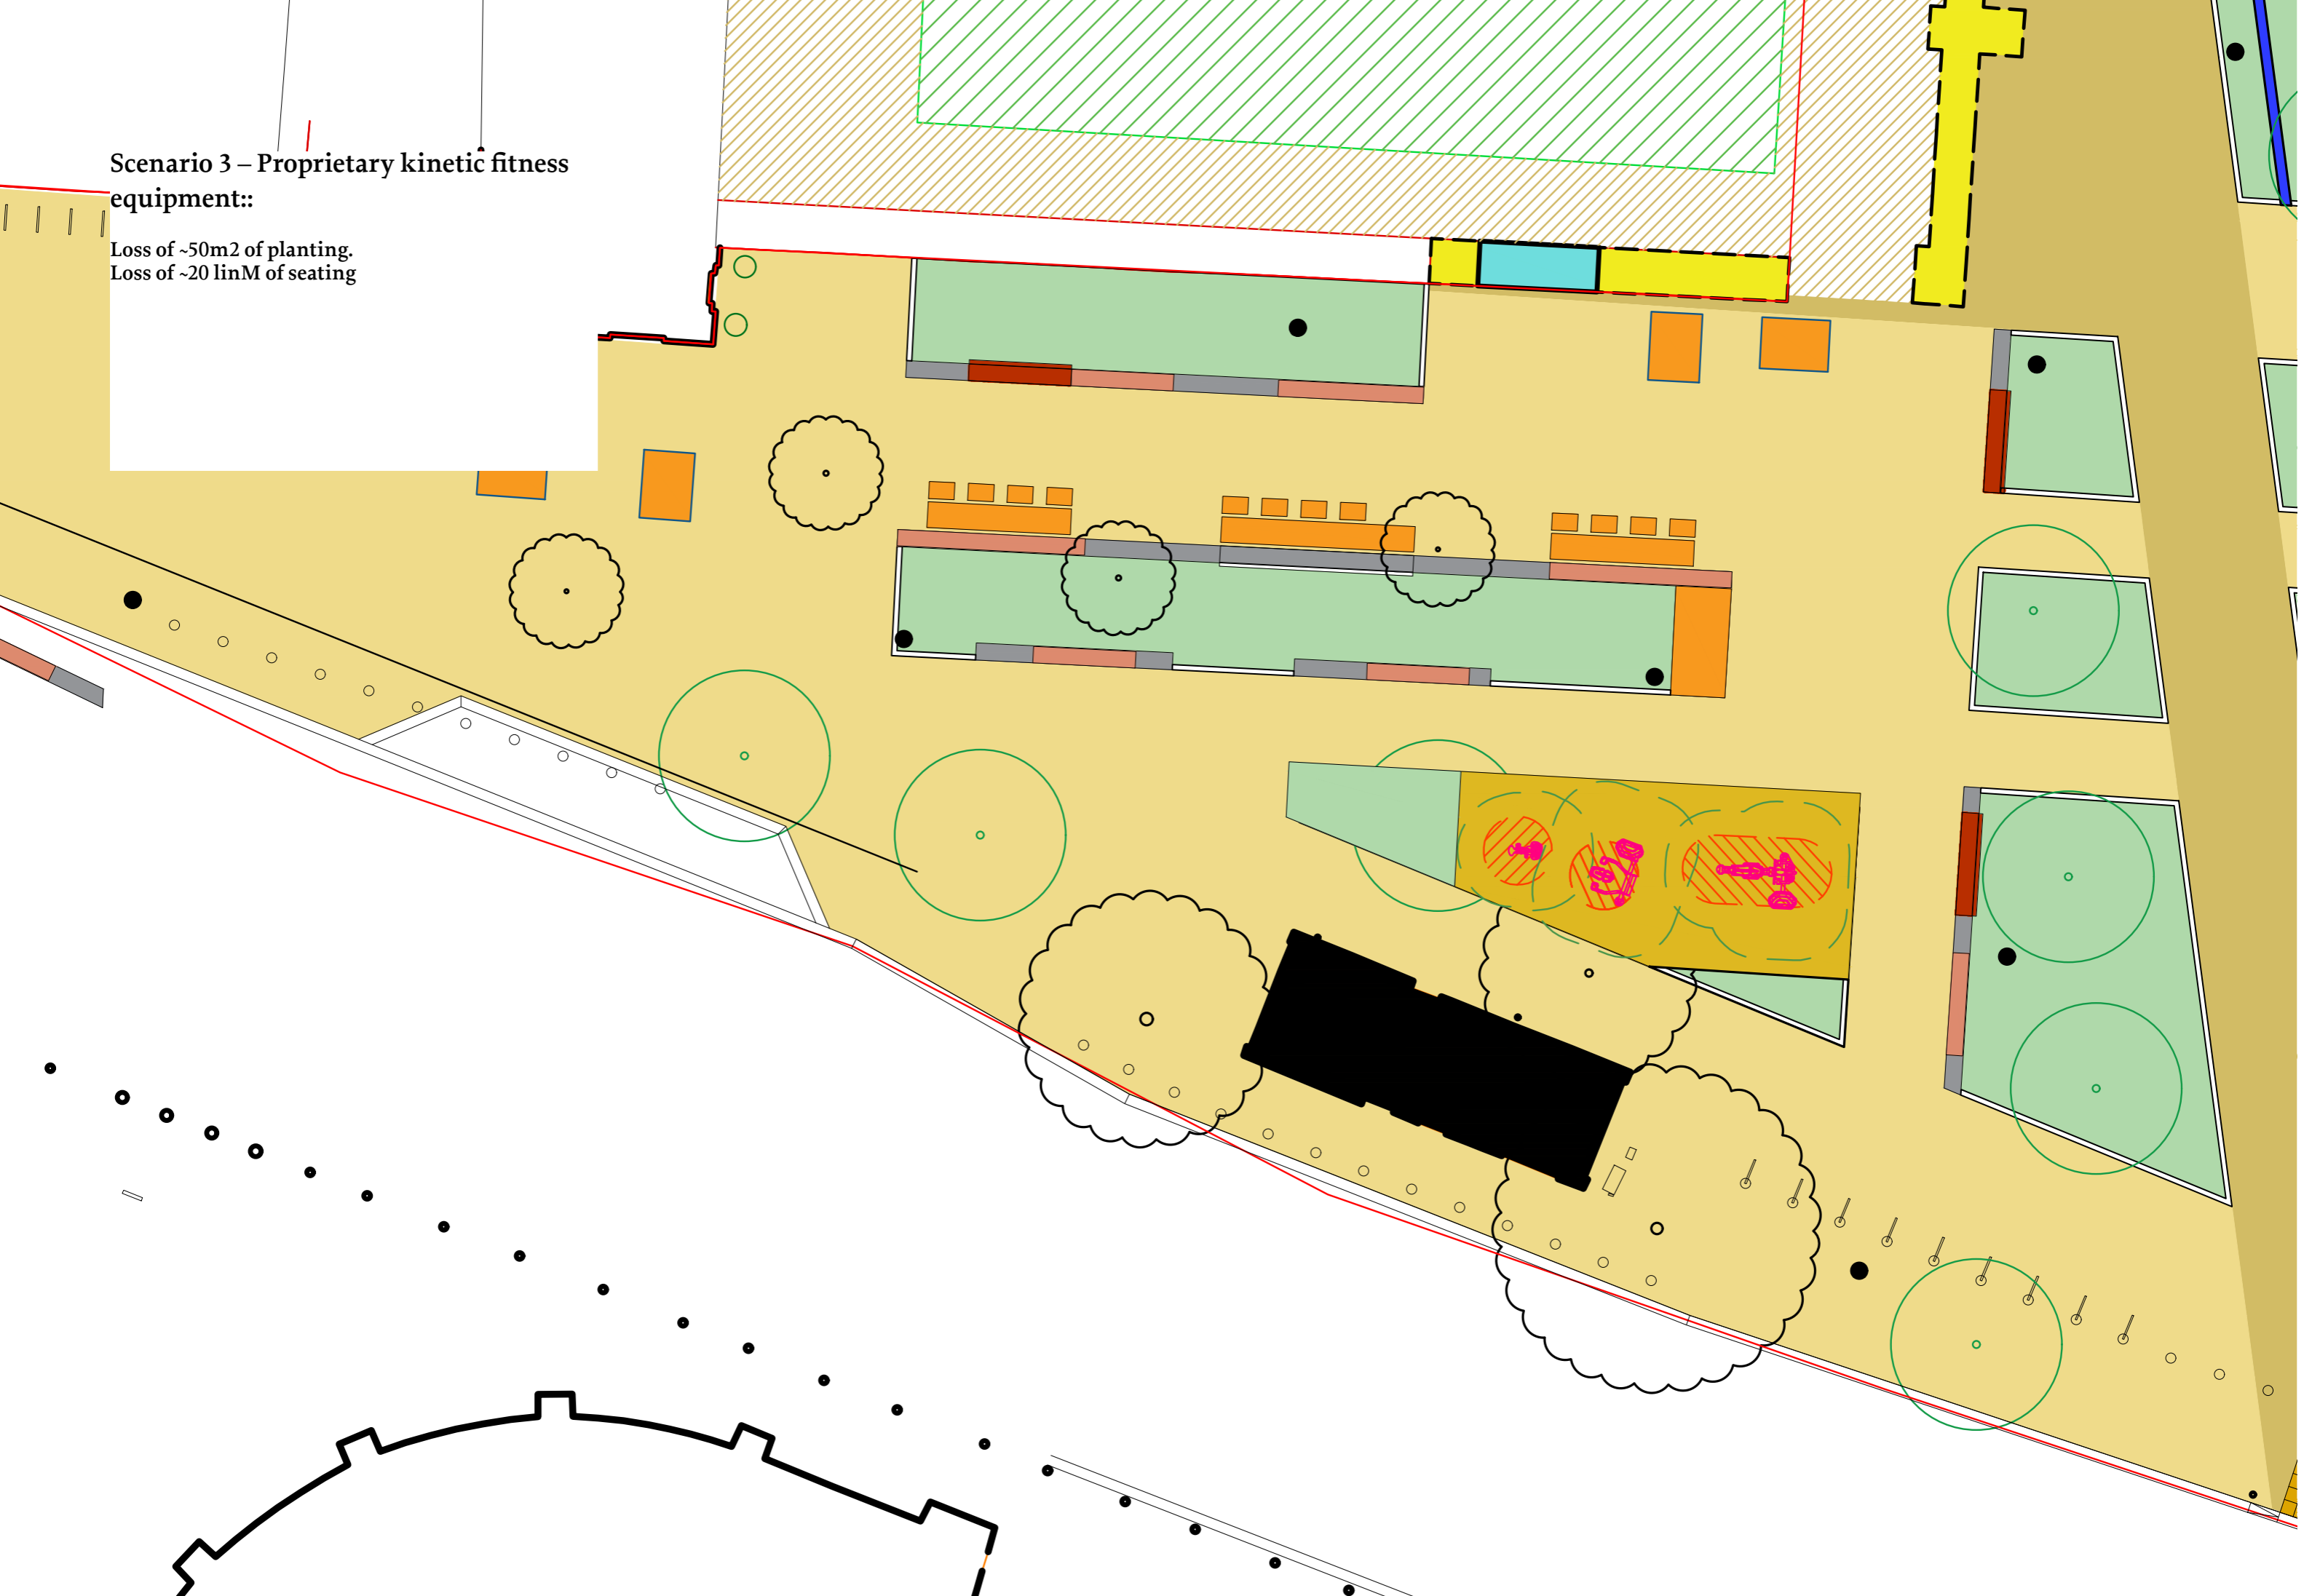 Scenario 3 – Proprietary kinetic fitness
equipment::
Loss of ~50m2 of planting.
Loss of ~20 linM of seating